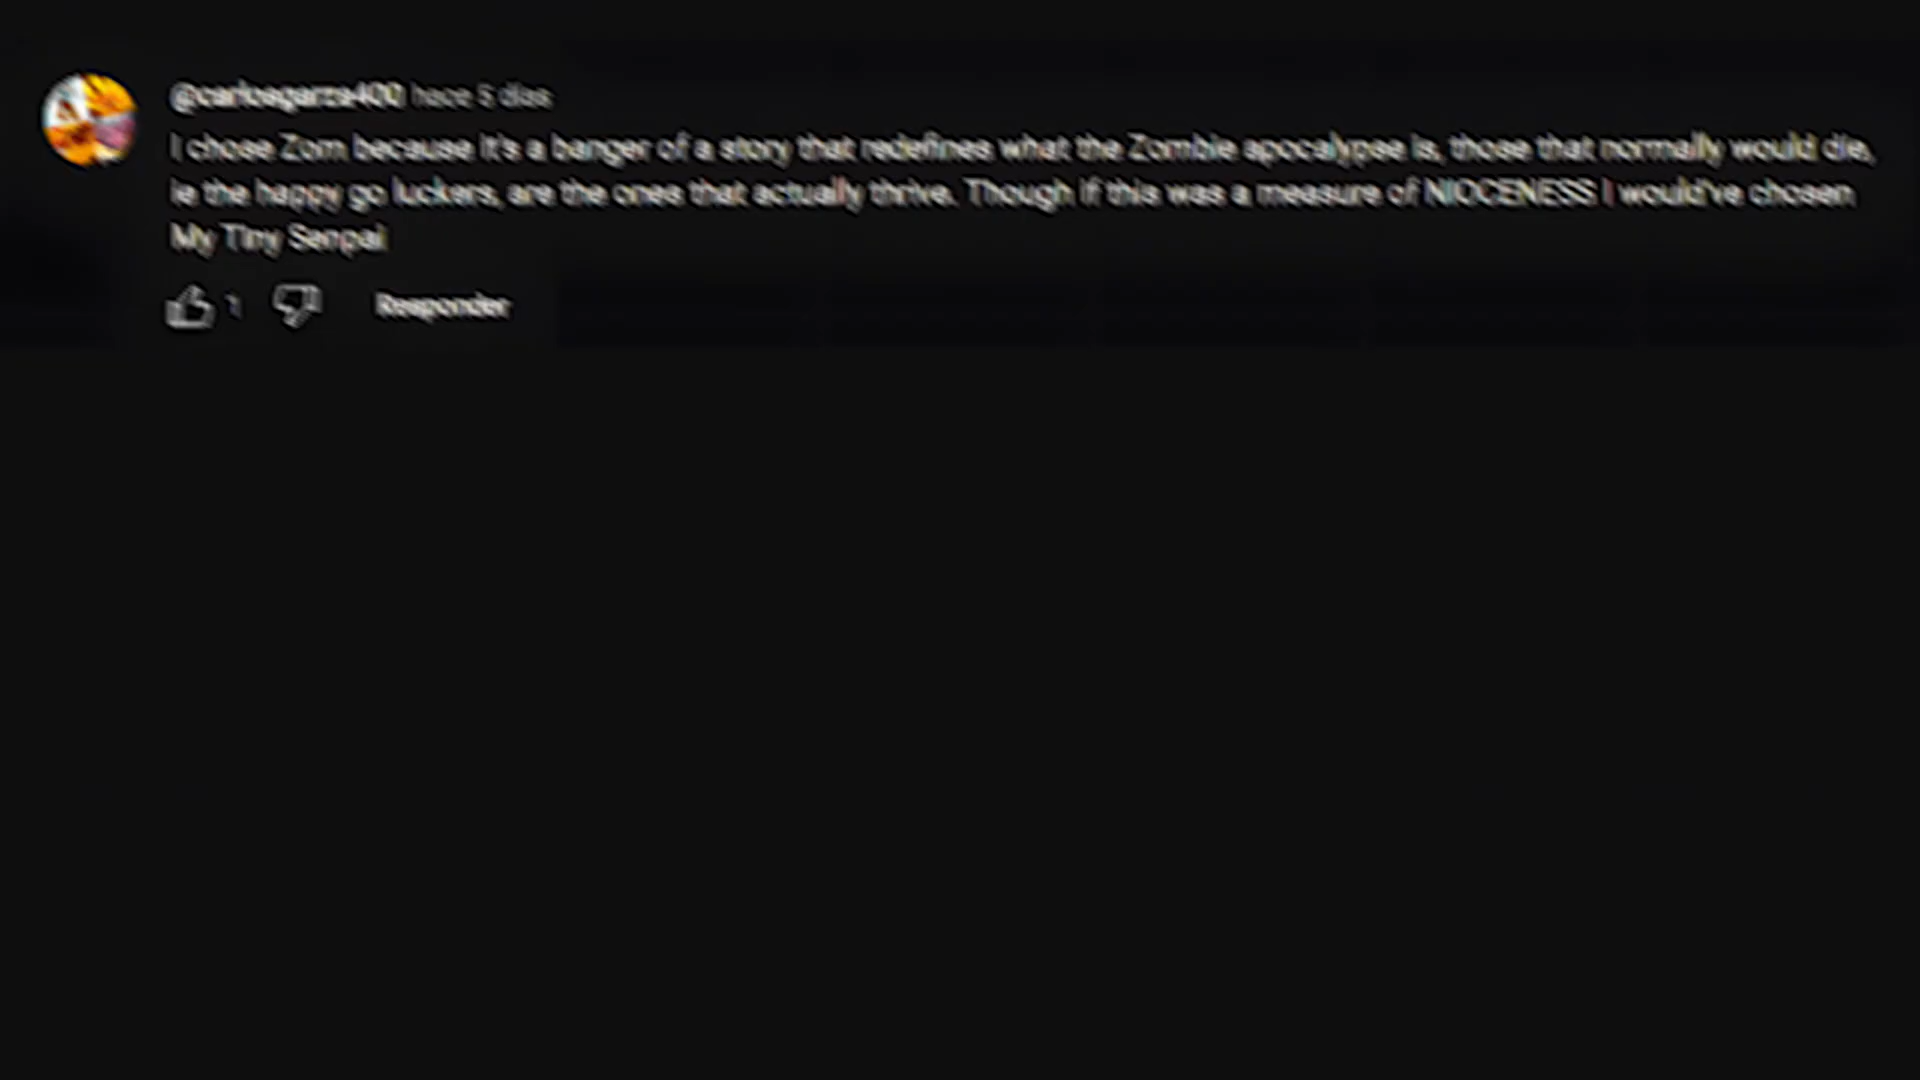 @carlosgarza400 hace 5 días
I chose Zom because it's a banger of a story that redefines what the Zombie apocalypse is, those that normally would die,
ie the happy go luckers, are the ones that actually thrive. Though if this was a measure of NIOCENESS I would've chosen
My Tiny Senpai
1 Responder